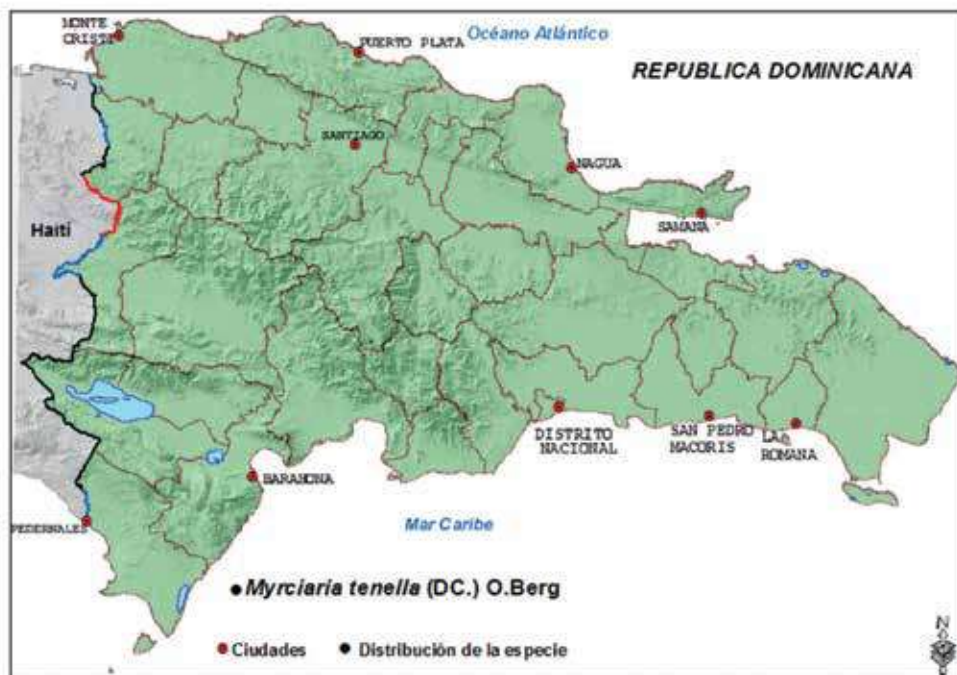 MONTE
CRISTI
PUERTO PLATA
Océano Atlántico
REPUBLICA DOMINICANA
SANTIAGO
NAGUA
SAMANA
Haití
DISTRITO
NACIONAL
SAN PEDRO
MACORIS
LA
ROMANA
BARAHONA
PEDERNALES
Mar Caribe
Myrciaria tenella (DC.) O.Berg
Ciudades
Distribución de la especie
N